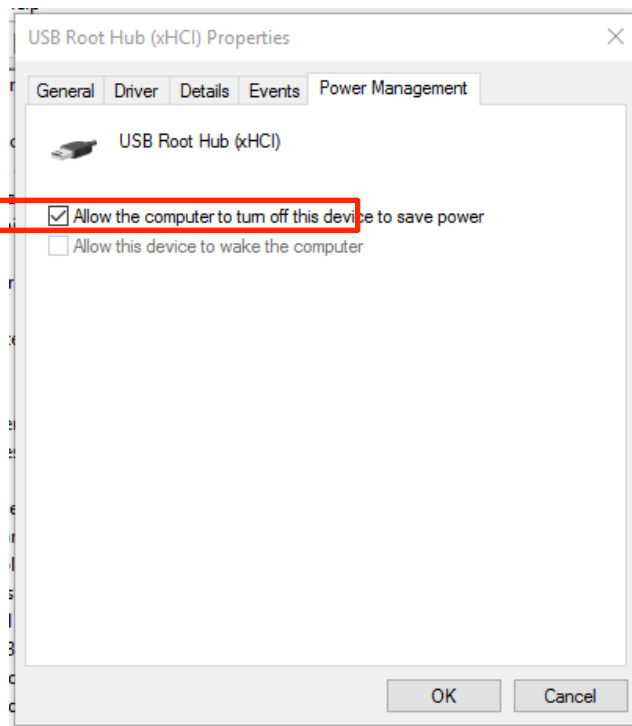 USB Root Hub (xHCI) Properties
General Driver Details Events Power Management
USB Root Hub (xHCI)
Allow the computer to turn off this device to save power
Allow this device to wake the computer
OK Cancel